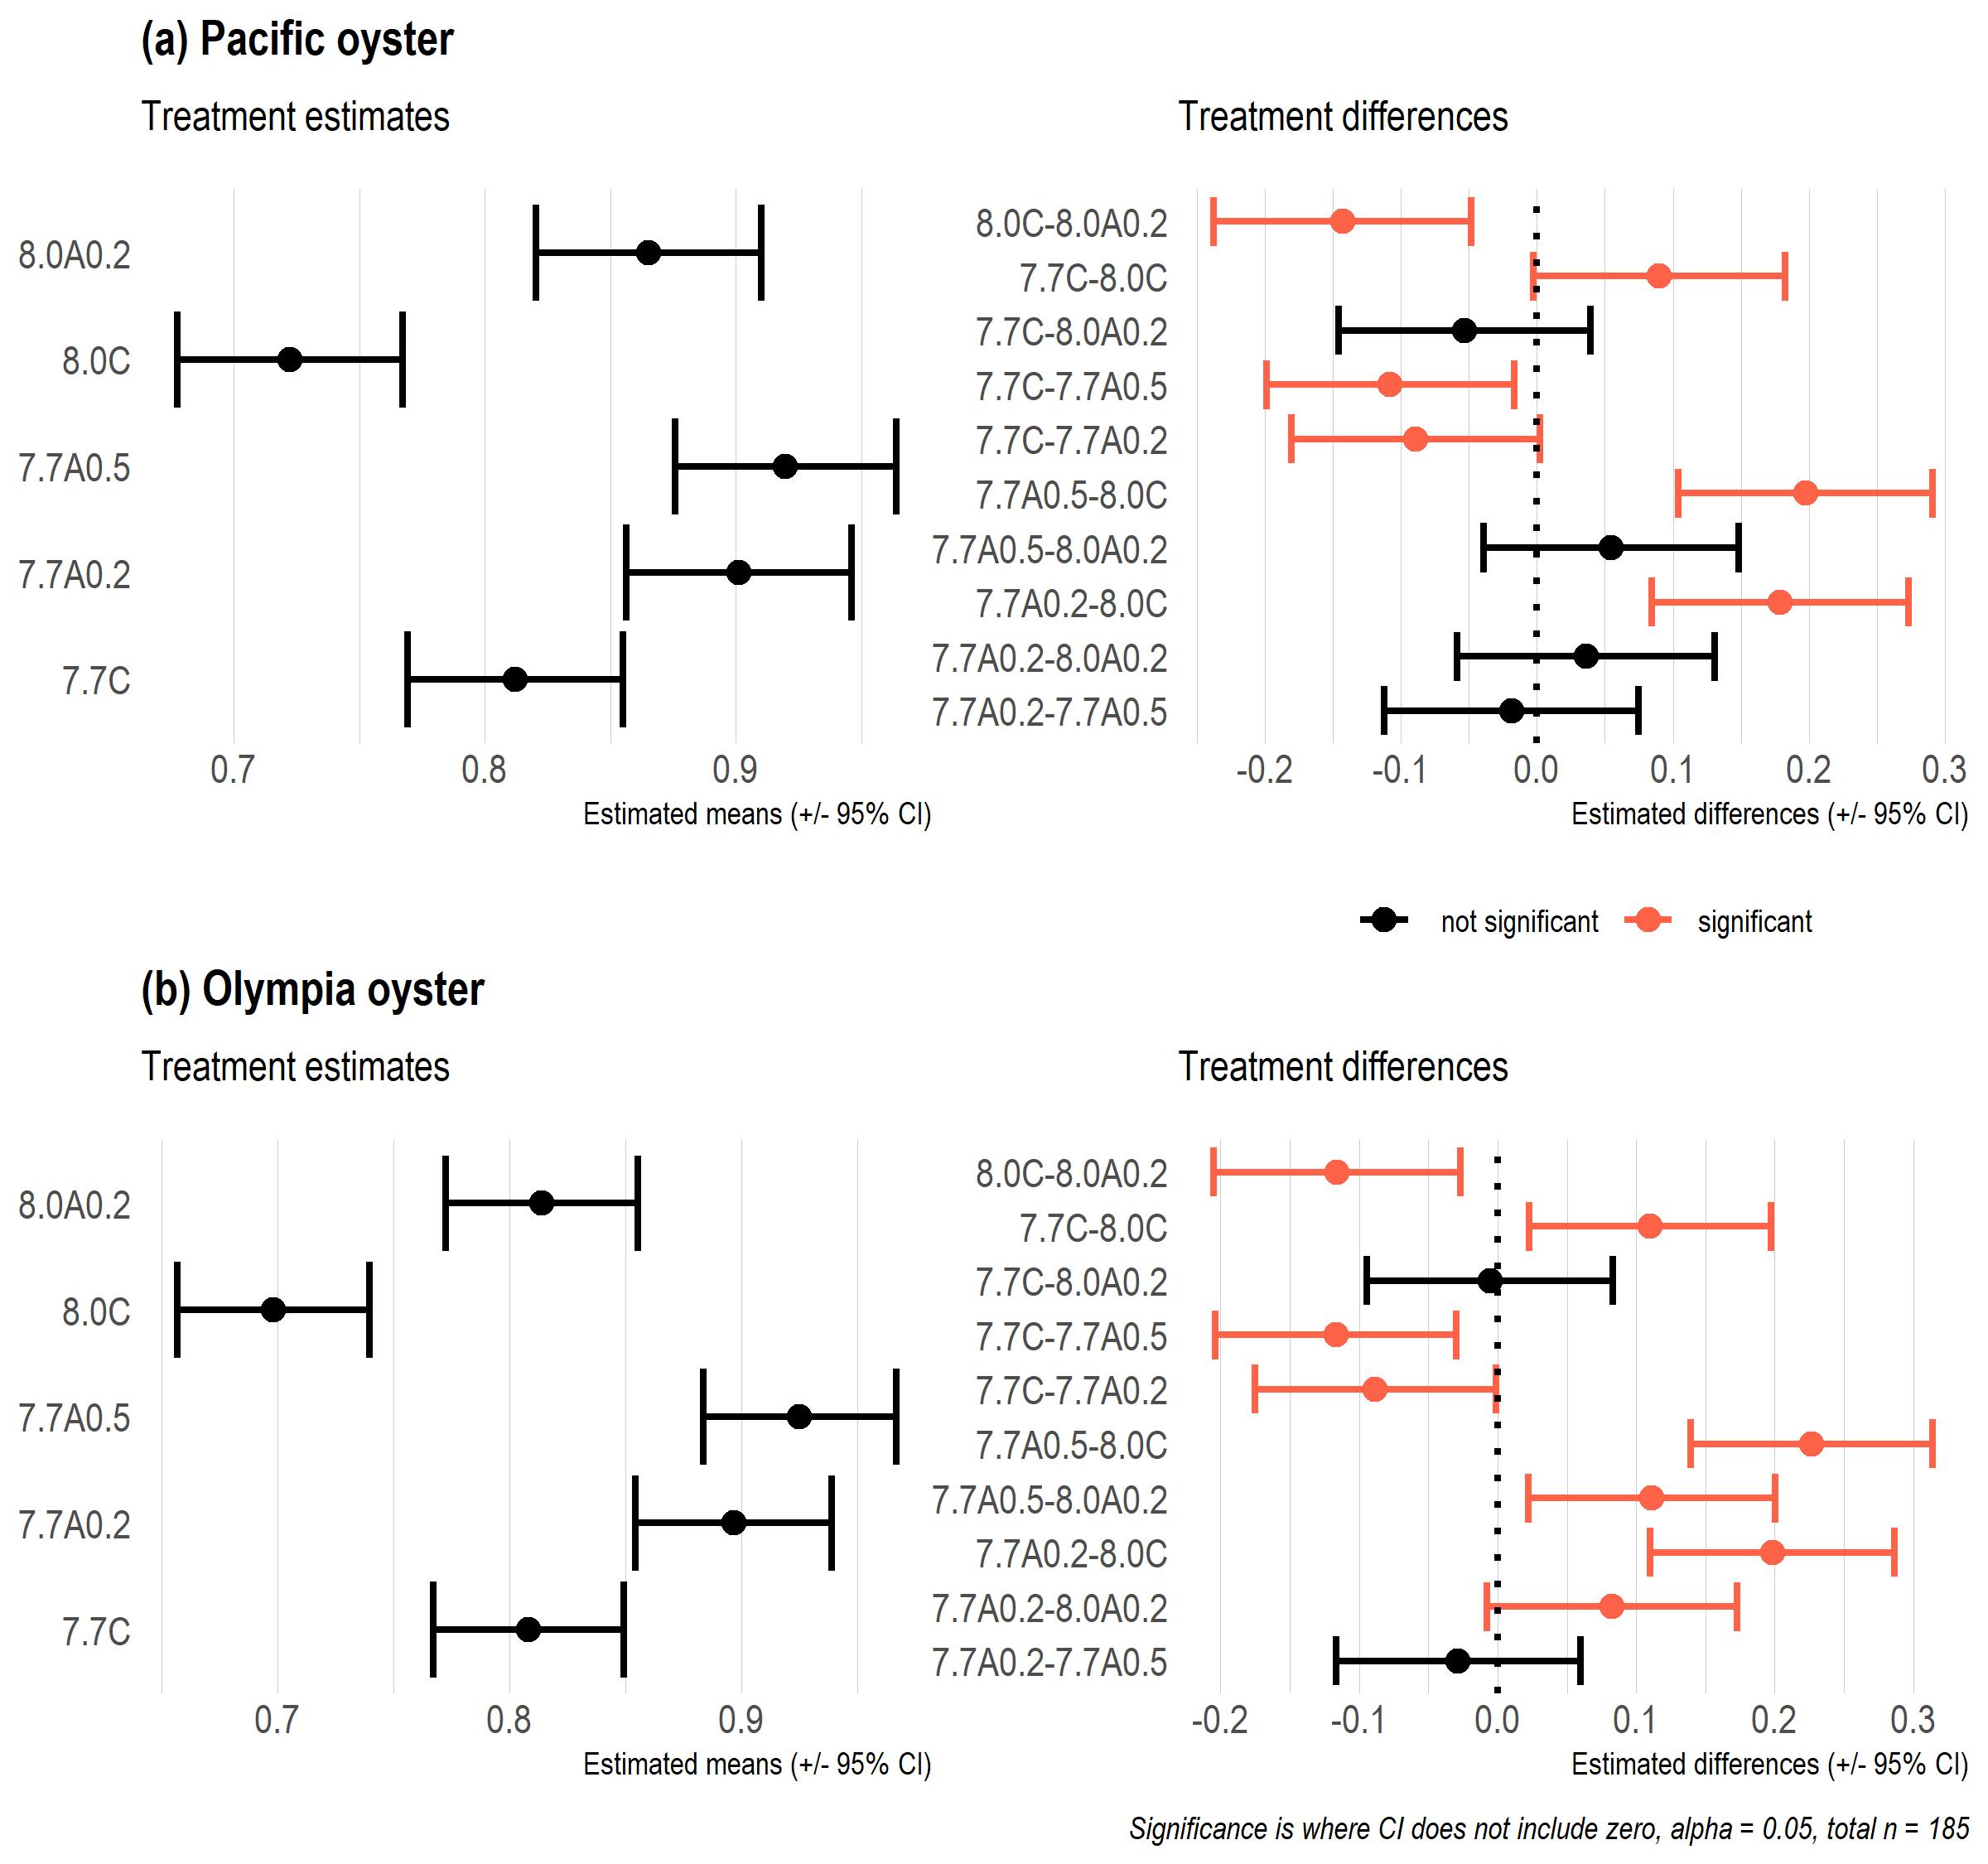 (a) Pacific oyster
Treatment estimates
8.0A0.2
8.0C
7.7A0.5
7.7A0.2
7.7C
0.7 0.8 0.9
Estimated means (+/- 95% CI)
Treatment differences
8.0C-8.0A0.2
7.7C-8.0C
7.7C-8.0A0.2
7.7C-7.7A0.5
7.7C-7.7A0.2
7.7A0.5-8.0C
7.7A0.5-8.0A0.2
7.7A0.2-8.0C
7.7A0.2-8.0A0.2
7.7A0.2-7.7A0.5
-0.2 -0.1 0.0 0.1 0.2 0.3
Estimated differences (+/- 95% CI)
not significant significant
(b) Olympia oyster
Treatment estimates
8.0A0.2
8.0C
7.7A0.5
7.7A0.2
7.7C
0.7 0.8 0.9
Estimated means (+/- 95% CI)
Treatment differences
8.0C-8.0A0.2
7.7C-8.0C
7.7C-8.0A0.2
7.7C-7.7A0.5
7.7C-7.7A0.2
7.7A0.5-8.0C
7.7A0.5-8.0A0.2
7.7A0.2-8.0C
7.7A0.2-8.0A0.2
7.7A0.2-7.7A0.5
-0.2 -0.1 0.0 0.1 0.2 0.3
Estimated differences (+/- 95% CI)
Significance is where CI does not include zero, alpha = 0.05, total n = 185